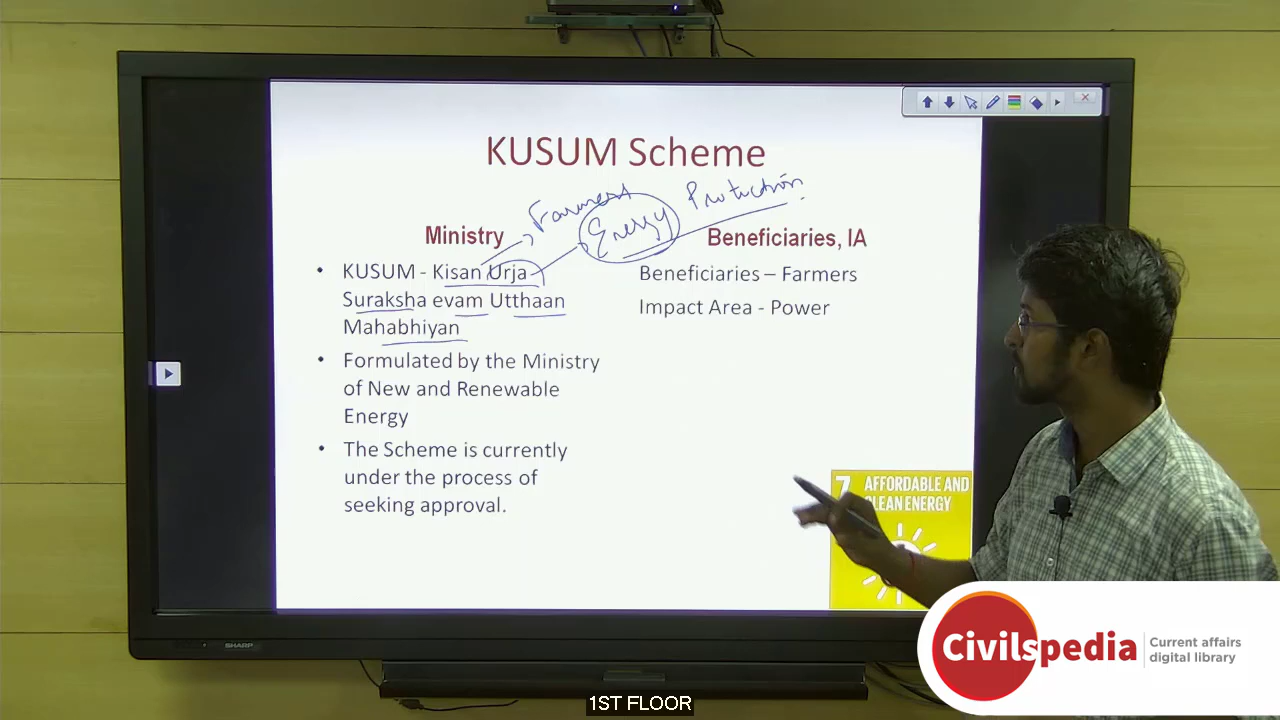 KUSUM Scheme
Farmers
Energy
Protection
Ministry
KUSUM - Kisan Urja
Suraksha evam Utthaan
Mahabhiyan
Formulated by the Ministry
of New and Renewable
Energy
The Scheme is currently
under the process of
seeking approval.
Beneficiaries, IA
Beneficiaries – Farmers
Impact Area - Power
7 AFFORDABLE AND
CLEAN ENERGY
SHARP
Civilspedia
Current affairs
digital library
1ST FLOOR